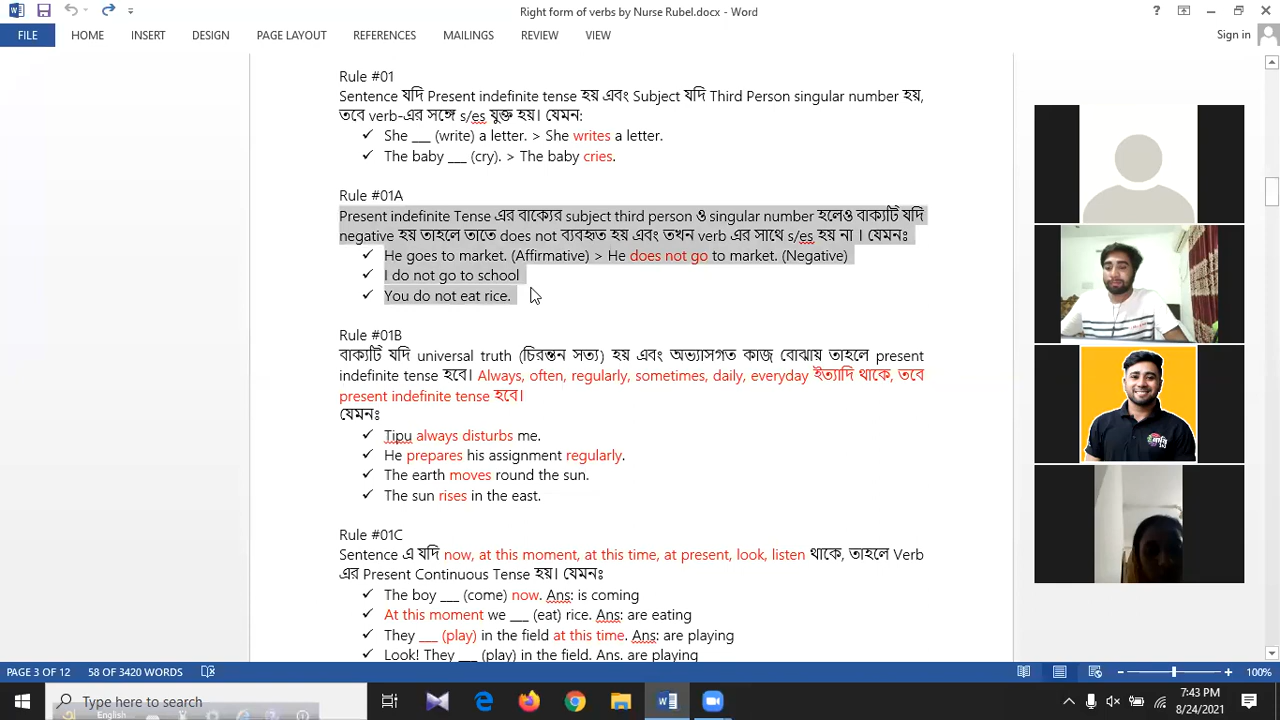 Right form of verbs by Nurse Rubel.docx - Word
FILE HOME INSERT DESIGN PAGE LAYOUT REFERENCES MAILINGS REVIEW VIEW
Sign in
Rule #01
Sentence যদি Present indefinite tense হয় এবং Subject যদি Third Person singular number হয়,
তবে verb-এর সঙ্গে s/es যুক্ত হয়। যেমন:
✓ She ___ (write) a letter. > She writes a letter.
✓ The baby ___ (cry). > The baby cries.
Rule #01A
Present indefinite Tense এর বাক্যের subject third person ও singular number হলেও বাক্যটি যদি
negative হয় তাহলে তাতে does not ব্যবহৃত হয় এবং তখন verb এর সাথে s/es হয় না । যেমনঃ
✓ He goes to market. (Affirmative) > He does not go to market. (Negative)
✓ I do not go to school
✓ You do not eat rice.
Rule #01B
বাক্যটি যদি universal truth (চিরন্তন সত্য) হয় এবং অভ্যাসগত কাজ বোঝায় তাহলে present
indefinite tense হবে। Always, often, regularly, sometimes, daily, everyday ইত্যাদি থাকে, তবে
present indefinite tense হবে।
যেমনঃ
✓ Tipu always disturbs me.
✓ He prepares his assignment regularly.
✓ The earth moves round the sun.
✓ The sun rises in the east.
Rule #01C
Sentence এ যদি now, at this moment, at this time, at present, look, listen থাকে, তাহলে Verb
এর Present Continuous Tense হয়। যেমনঃ
✓ The boy ___ (come) now. Ans: is coming
✓ At this moment we ___ (eat) rice. Ans: are eating
✓ They ___ (play) in the field at this time. Ans: are playing
✓ Look! They ___ (play) in the field. Ans. are playing
PAGE 3 OF 12 58 OF 3420 WORDS
100%
Type here to search
English
7:43 PM
8/24/2021